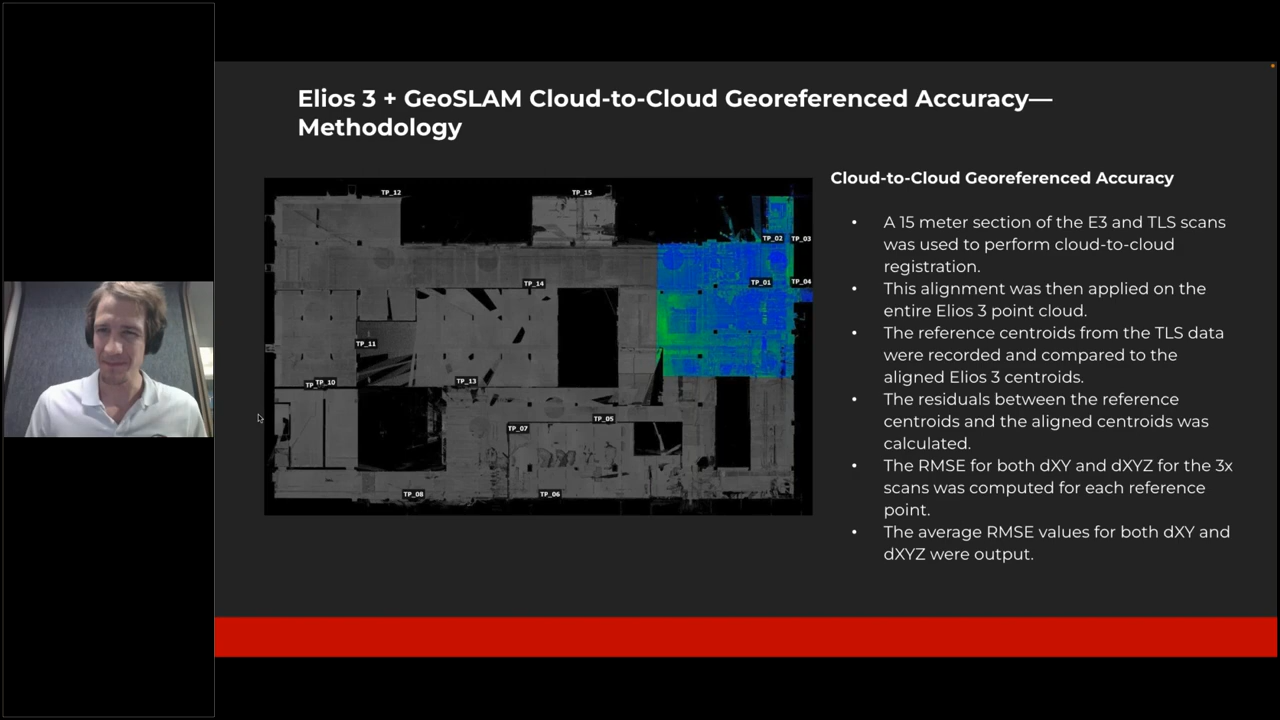 Elios 3 + GeoSLAM Cloud-to-Cloud Georeferenced Accuracy—
Methodology
TP_12
TP_15
TP_02
TP_03
TP_14
TP_01
TP_04
TP_11
TP_
TP_10
TP_13
TP_05
TP_07
TP_08
TP_06
Cloud-to-Cloud Georeferenced Accuracy
• A 15 meter section of the E3 and TLS scans
was used to perform cloud-to-cloud
registration.
• This alignment was then applied on the
entire Elios 3 point cloud.
• The reference centroids from the TLS data
were recorded and compared to the
aligned Elios 3 centroids.
• The residuals between the reference
centroids and the aligned centroids was
calculated.
• The RMSE for both dXY and dXYZ for the 3x
scans was computed for each reference
point.
• The average RMSE values for both dXY and
dXYZ were output.